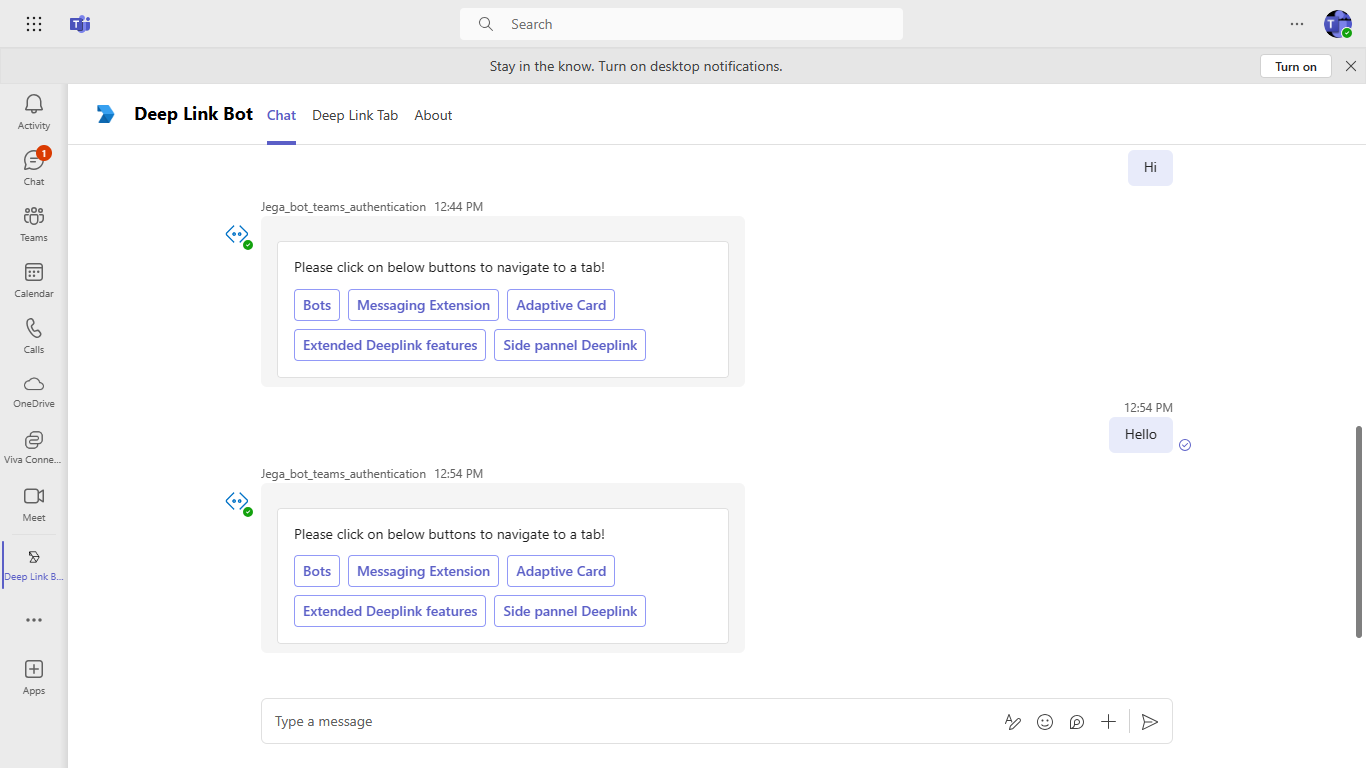 Search
Stay in the know. Turn on desktop notifications.
Turn on
Activity
1
Chat
Teams
Calendar
Calls
OneDrive
Viva Conne...
Meet
Deep Link B...
Apps
Deep Link Bot Chat Deep Link Tab About
Hi
Jega_bot_teams_authentication 12:44 PM
Please click on below buttons to navigate to a tab!
Bots Messaging Extension Adaptive Card
Extended Deeplink features Side pannel Deeplink
12:54 PM
Hello
Jega_bot_teams_authentication 12:54 PM
Please click on below buttons to navigate to a tab!
Bots Messaging Extension Adaptive Card
Extended Deeplink features Side pannel Deeplink
Type a message